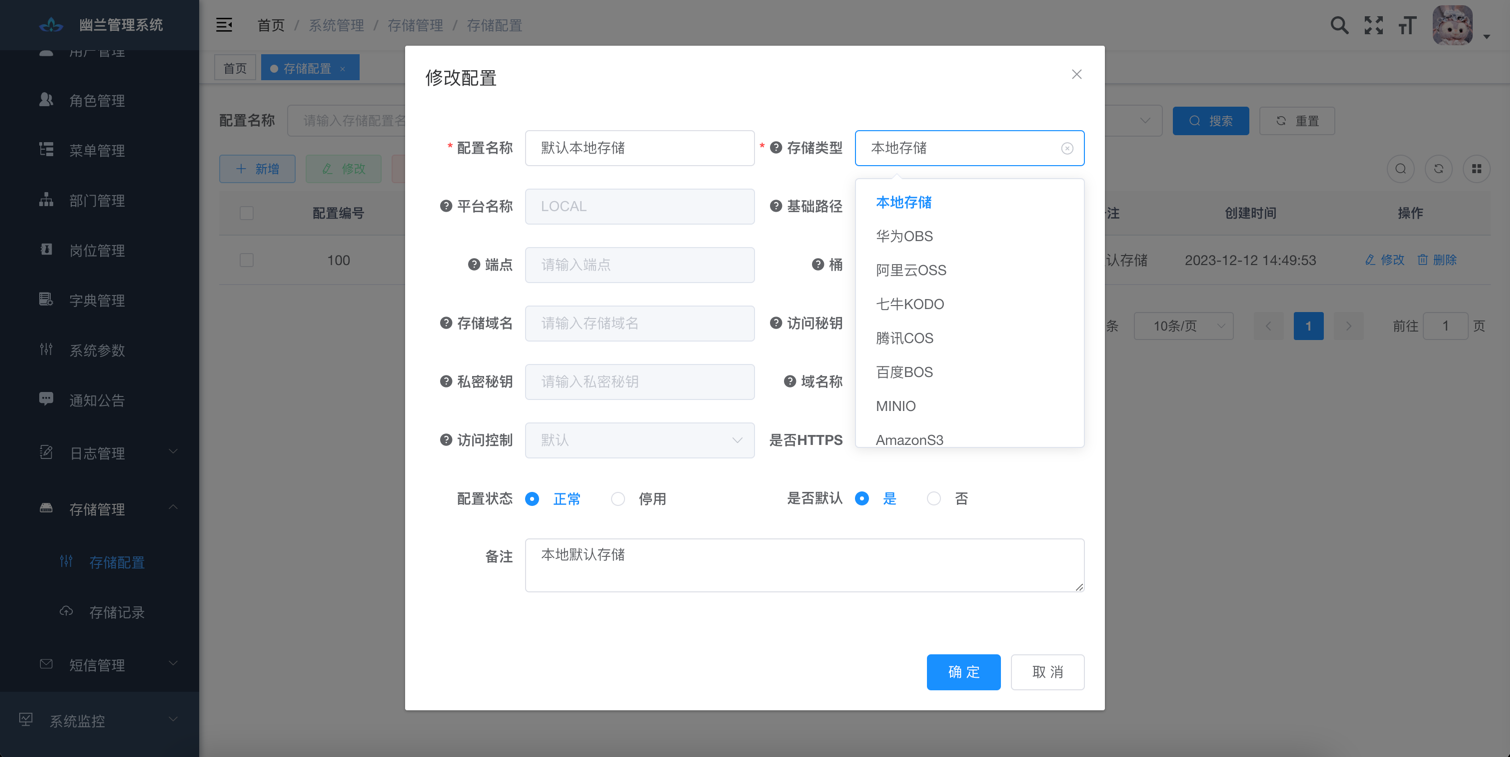 幽兰管理系统
首页 / 系统管理 / 存储管理 / 存储配置
用户管理
角色管理
菜单管理
部门管理
岗位管理
字典管理
系统参数
通知公告
日志管理
存储管理
存储配置
存储记录
短信管理
系统监控
首页
存储配置 ×
配置名称
请输入存储配置名
搜索
重置
+ 新增
修改
配置编号
注
创建时间
操作
100
认存储
2023-12-12 14:49:53
修改
删除
条
10条/页
1
前往 1 页
修改配置
* 配置名称
默认本地存储
* 存储类型
本地存储
平台名称
LOCAL
基础路径
端点
请输入端点
桶
存储域名
请输入存储域名
访问秘钥
私密秘钥
请输入私密秘钥
域名称
访问控制
默认
是否HTTPS
本地存储
华为OBS
阿里云OSS
七牛KODO
腾讯COS
百度BOS
MINIO
AmazonS3
配置状态
正常
停用
是否默认
是
否
备注
本地默认存储
确 定
取 消